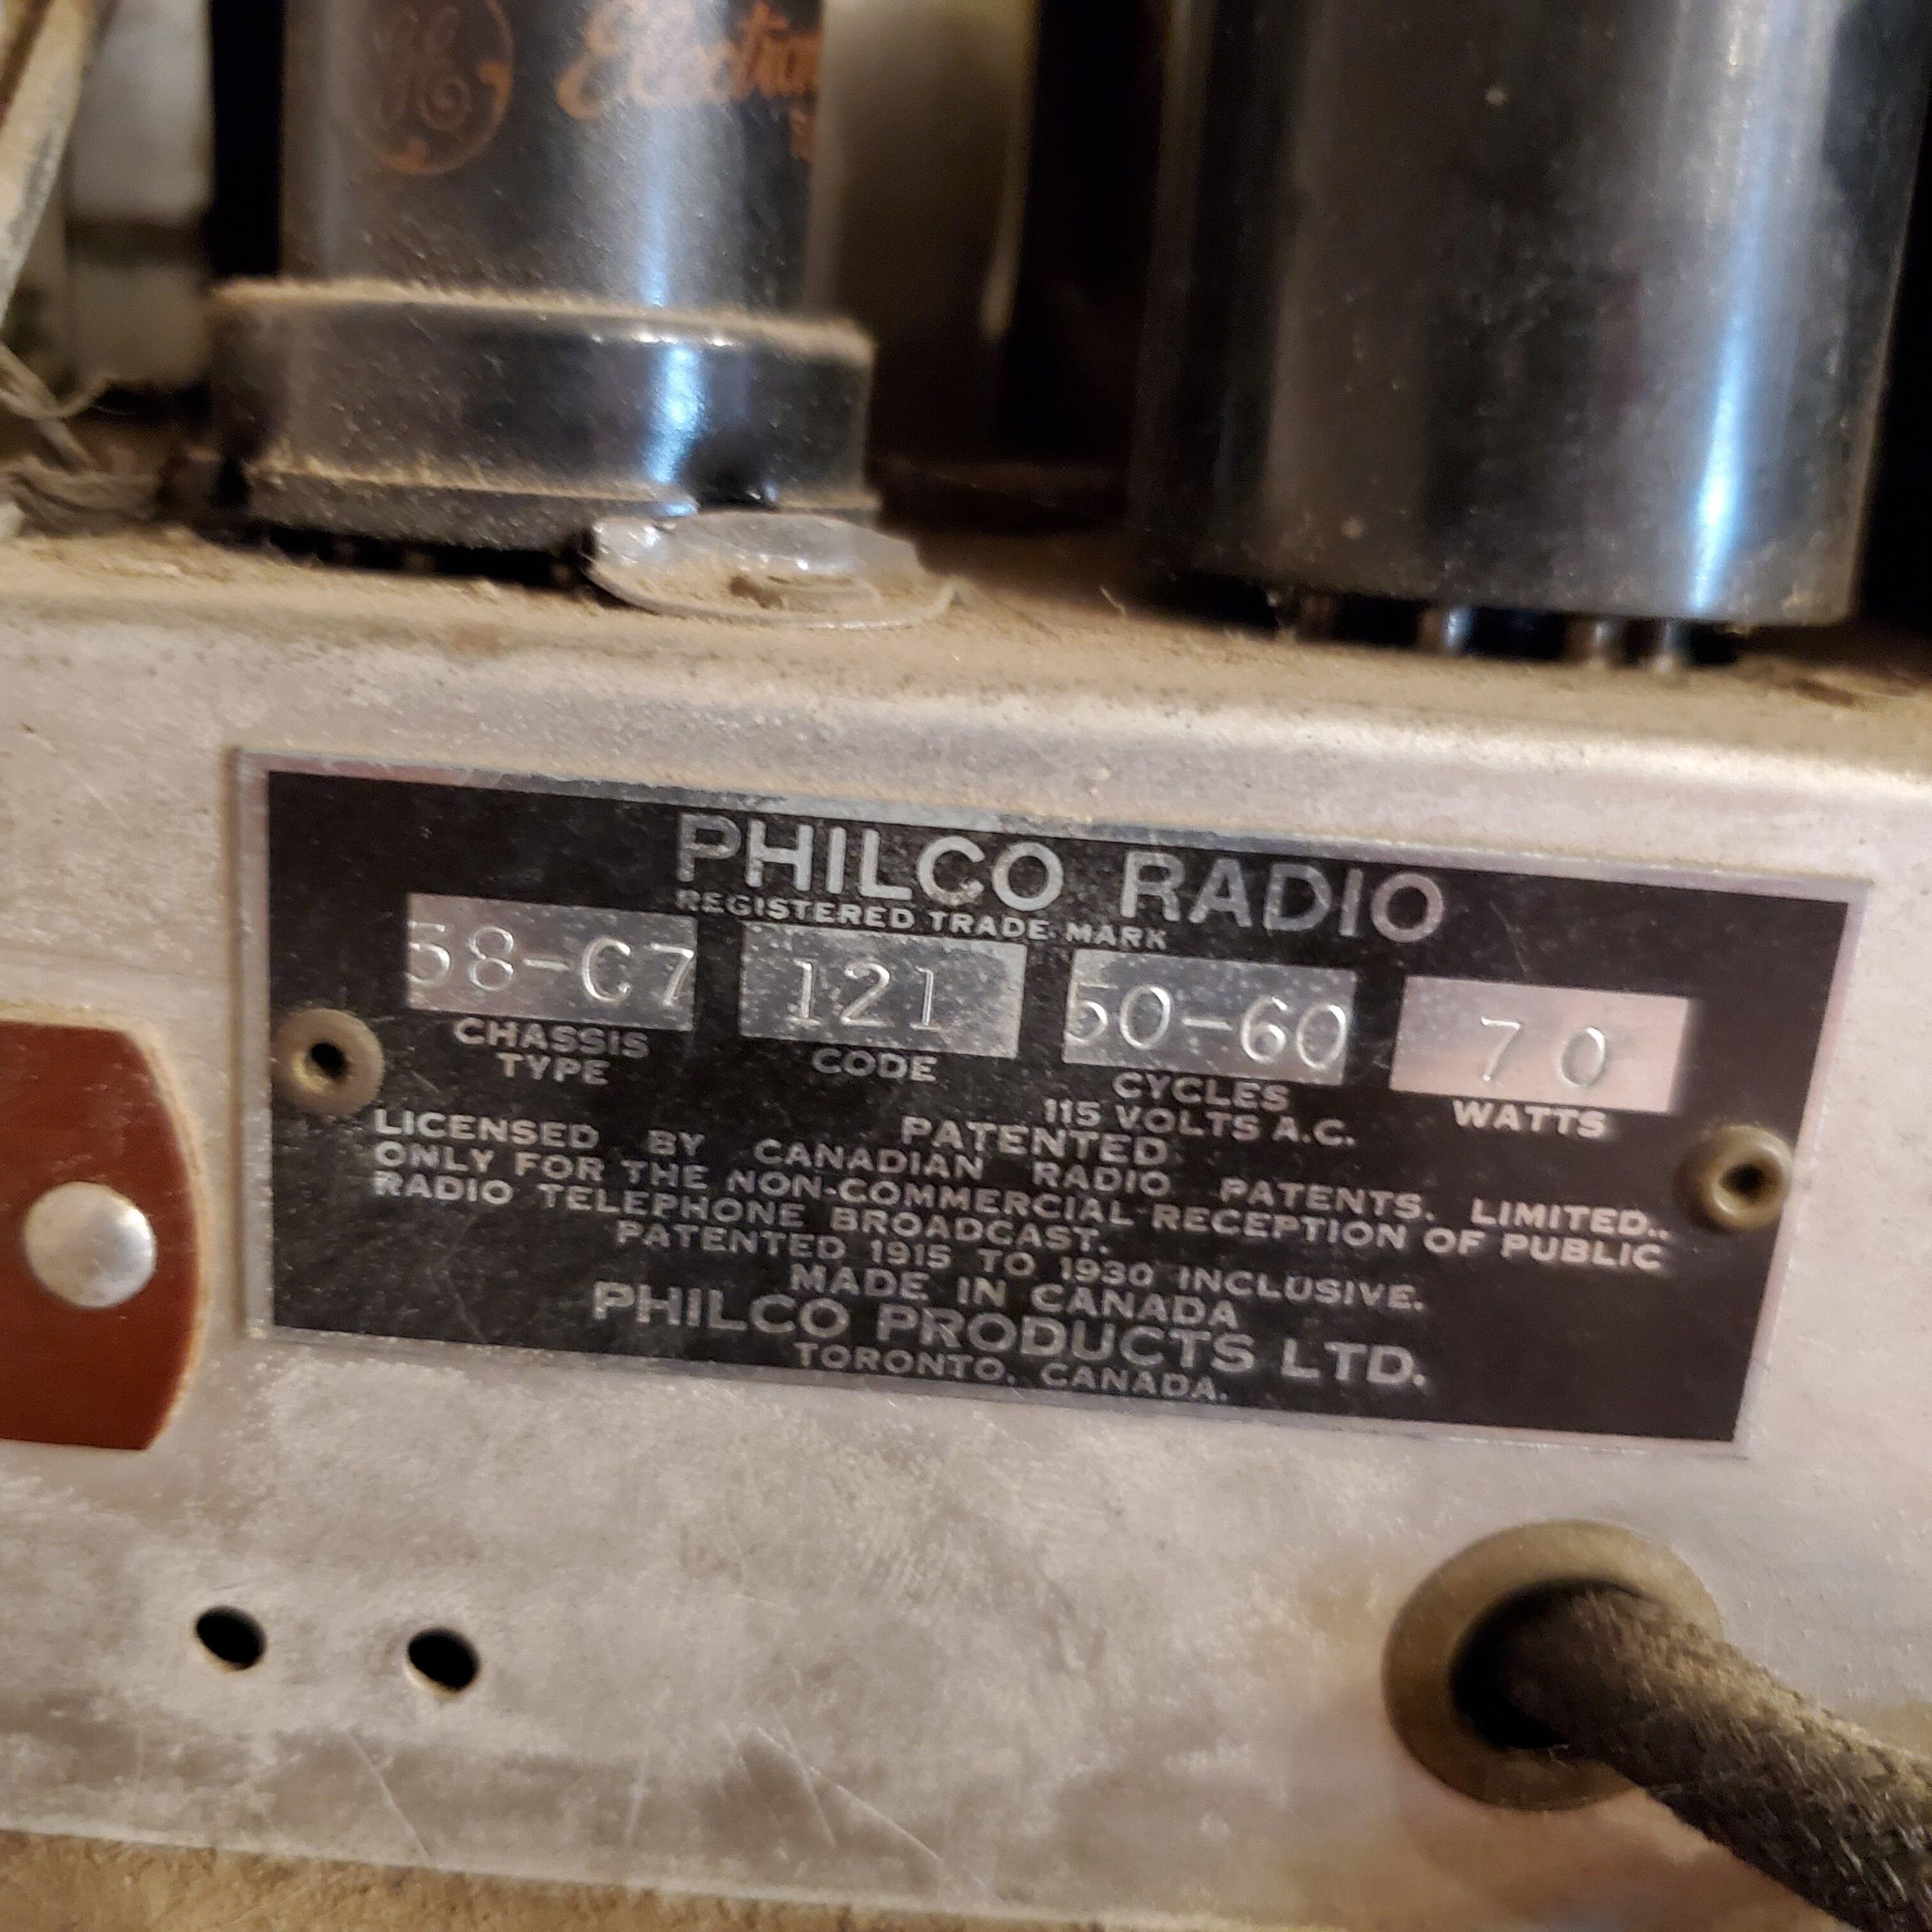 GE
PHILCO RADIO
REGISTERED TRADE MARK
58-C7 121 50-60 70
CHASSIS TYPE CODE CYCLES WATTS
115 VOLTS A.C.
PATENTED
LICENSED BY CANADIAN RADIO PATENTS. LIMITED..
ONLY FOR THE NON-COMMERCIAL RECEPTION OF PUBLIC
RADIO TELEPHONE BROADCAST.
PATENTED 1915 TO 1930 INCLUSIVE.
MADE IN CANADA
PHILCO PRODUCTS LTD.
TORONTO. CANADA.